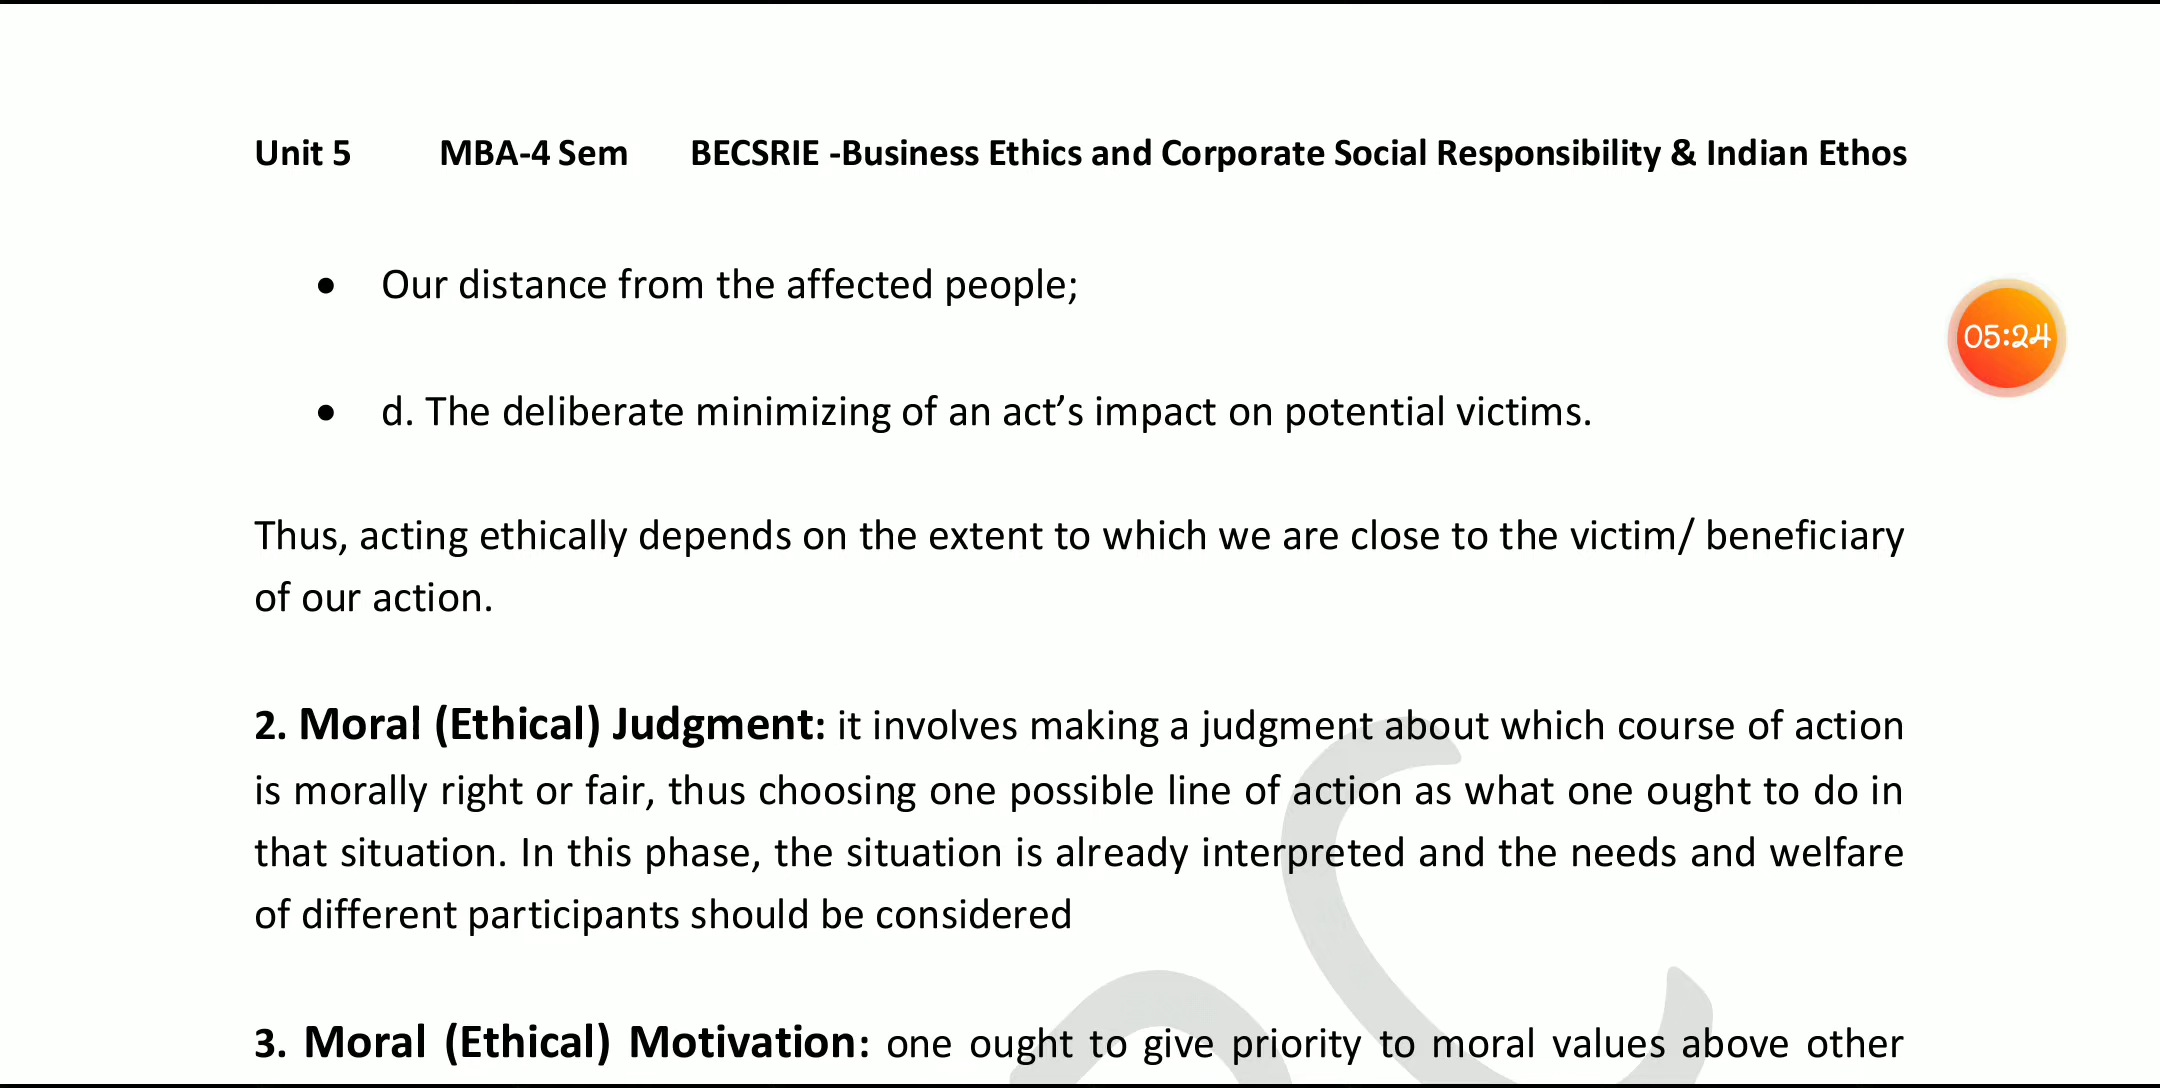 Unit 5 MBA-4 Sem BECSRIE -Business Ethics and Corporate Social Responsibility & Indian Ethos
• Our distance from the affected people;
05:24
• d. The deliberate minimizing of an act’s impact on potential victims.
Thus, acting ethically depends on the extent to which we are close to the victim/ beneficiary
of our action.
2. Moral (Ethical) Judgment: it involves making a judgment about which course of action
is morally right or fair, thus choosing one possible line of action as what one ought to do in
that situation. In this phase, the situation is already interpreted and the needs and welfare
of different participants should be considered
3. Moral (Ethical) Motivation: one ought to give priority to moral values above other